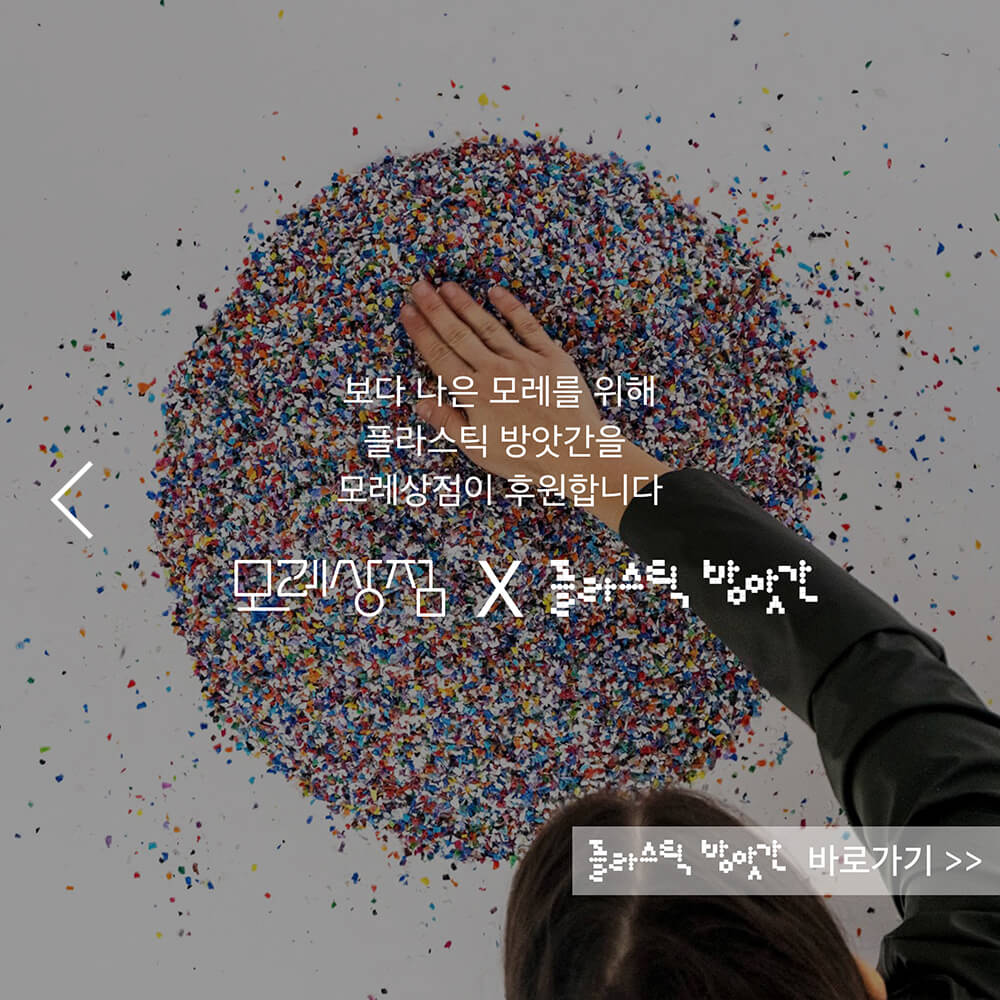 보다 나은 모레를 위해
플라스틱 방앗간을
모레상점이 후원합니다
모레상점 X 플라스틱 방앗간
플라스틱 방앗간 바로가기 >>